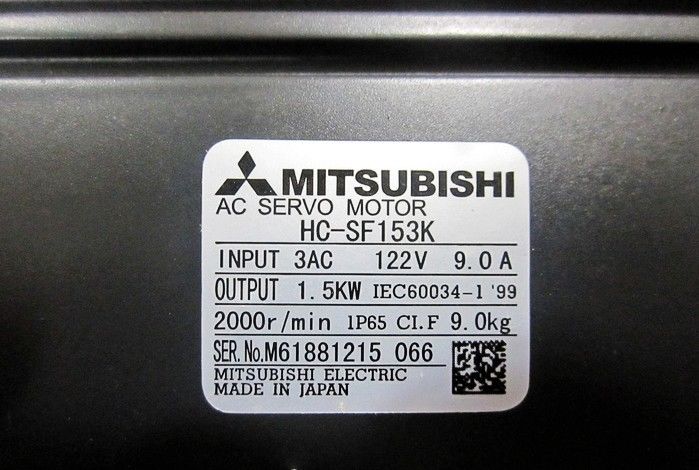 MITSUBISHI
AC SERVO MOTOR
HC-SF153K
INPUT 3AC 122V 9.0A
OUTPUT 1.5KW IEC60034-1 '99
2000r/min IP65 CI.F 9.0kg
SER.No.M61881215 066
MITSUBISHI ELECTRIC
MADE IN JAPAN